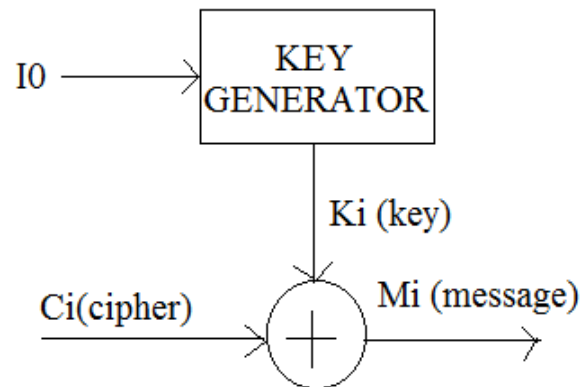 KEY
GENERATOR
I0
Ki (key)
Ci(cipher)
Mi (message)